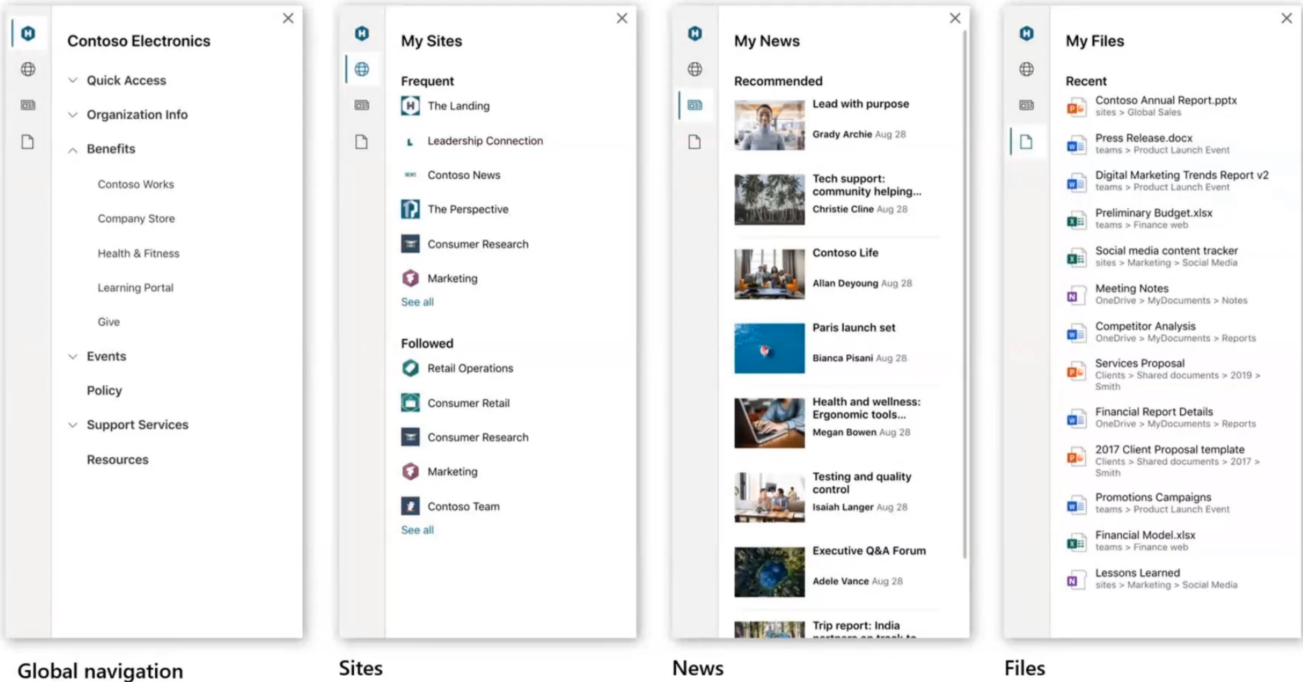 Contoso Electronics
Quick Access
Organization Info
Benefits
Contoso Works
Company Store
Health & Fitness
Learning Portal
Give
Events
Policy
Support Services
Resources
Global navigation
My Sites
Frequent
The Landing
Leadership Connection
Contoso News
The Perspective
Consumer Research
Marketing
See all
Followed
Retail Operations
Consumer Retail
Consumer Research
Marketing
Contoso Team
See all
Sites
My News
Recommended
Lead with purpose
Grady Archie Aug 28
Tech support:
community helping...
Christie Cline Aug 28
Contoso Life
Allan Deyoung Aug 28
Paris launch set
Bianca Pisani Aug 28
Health and wellness:
Ergonomic tools...
Megan Bowen Aug 28
Testing and quality
control
Isaiah Langer Aug 28
Executive Q&A Forum
Adele Vance Aug 28
Trip report: India
partners on track to
News
My Files
Recent
Contoso Annual Report.pptx
sites > Global Sales
Press Release.docx
teams > Product Launch Event
Digital Marketing Trends Report v2
teams > Product Launch Event
Preliminary Budget.xlsx
teams > Finance web
Social media content tracker
sites > Marketing > Social Media
Meeting Notes
OneDrive > MyDocuments > Notes
Competitor Analysis
OneDrive > MyDocuments > Reports
Services Proposal
Clients > Shared documents > 2019 >
Smith
Financial Report Details
OneDrive > MyDocuments > Reports
2017 Client Proposal template
Clients > Shared documents > 2017 >
Smith
Promotions Campaigns
teams > Product Launch Event
Financial Model.xlsx
teams > Finance web
Lessons Learned
sites > Marketing > Social Media
Files